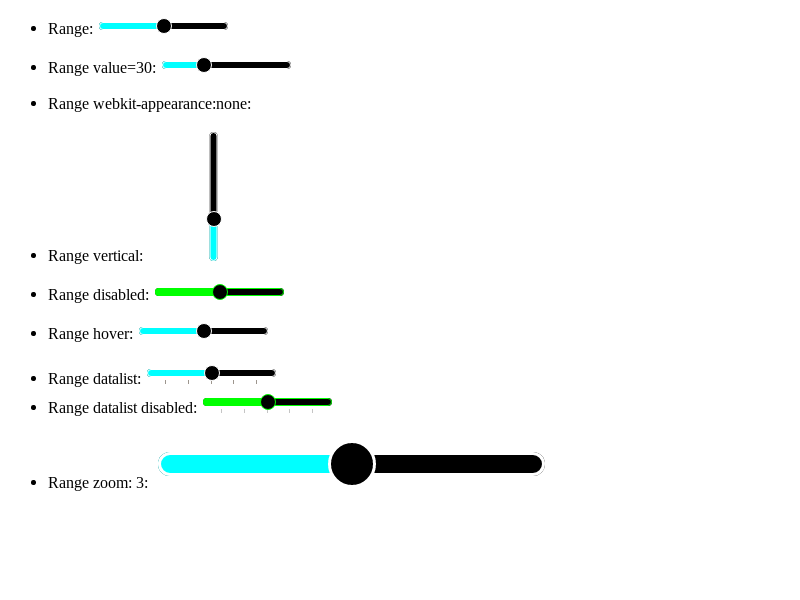 Range:
Range value=30:
Range webkit-appearance:none:
Range vertical:
Range disabled:
Range hover:
Range datalist:
Range datalist disabled:
Range zoom: 3: